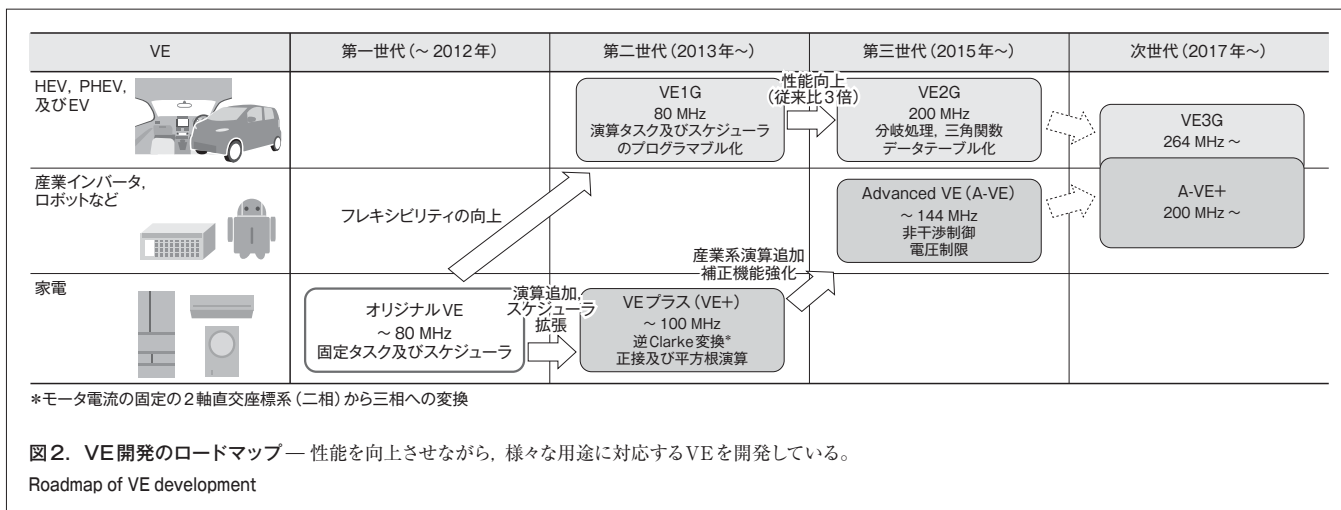 VE
第一世代(~2012年)
第二世代(2013年~)
第三世代(2015年~)
次世代(2017年~)
HEV, PHEV,
及びEV
VE1G
80 MHz
演算タスク及びスケジューラ
のプログラマブル化
性能向上
(従来比3倍)
VE2G
200 MHz
分岐処理, 三角関数
データテーブル化
VE3G
264 MHz ~
産業インバータ,
ロボットなど
フレキシビリティの向上
Advanced VE(A-VE)
~ 144 MHz
非干渉制御
電圧制限
A-VE+
200 MHz ~
産業系演算追加
補正機能強化
家電
オリジナルVE
~ 80 MHz
固定タスク及びスケジューラ
演算追加,
スケジューラ
拡張
VEプラス(VE+)
~ 100 MHz
逆Clarke変換*
正接及び平方根演算
*モータ電流の固定の2軸直交座標系(二相)から三相への変換
図2. VE開発のロードマップ — 性能を向上させながら, 様々な用途に対応するVEを開発している。
Roadmap of VE development